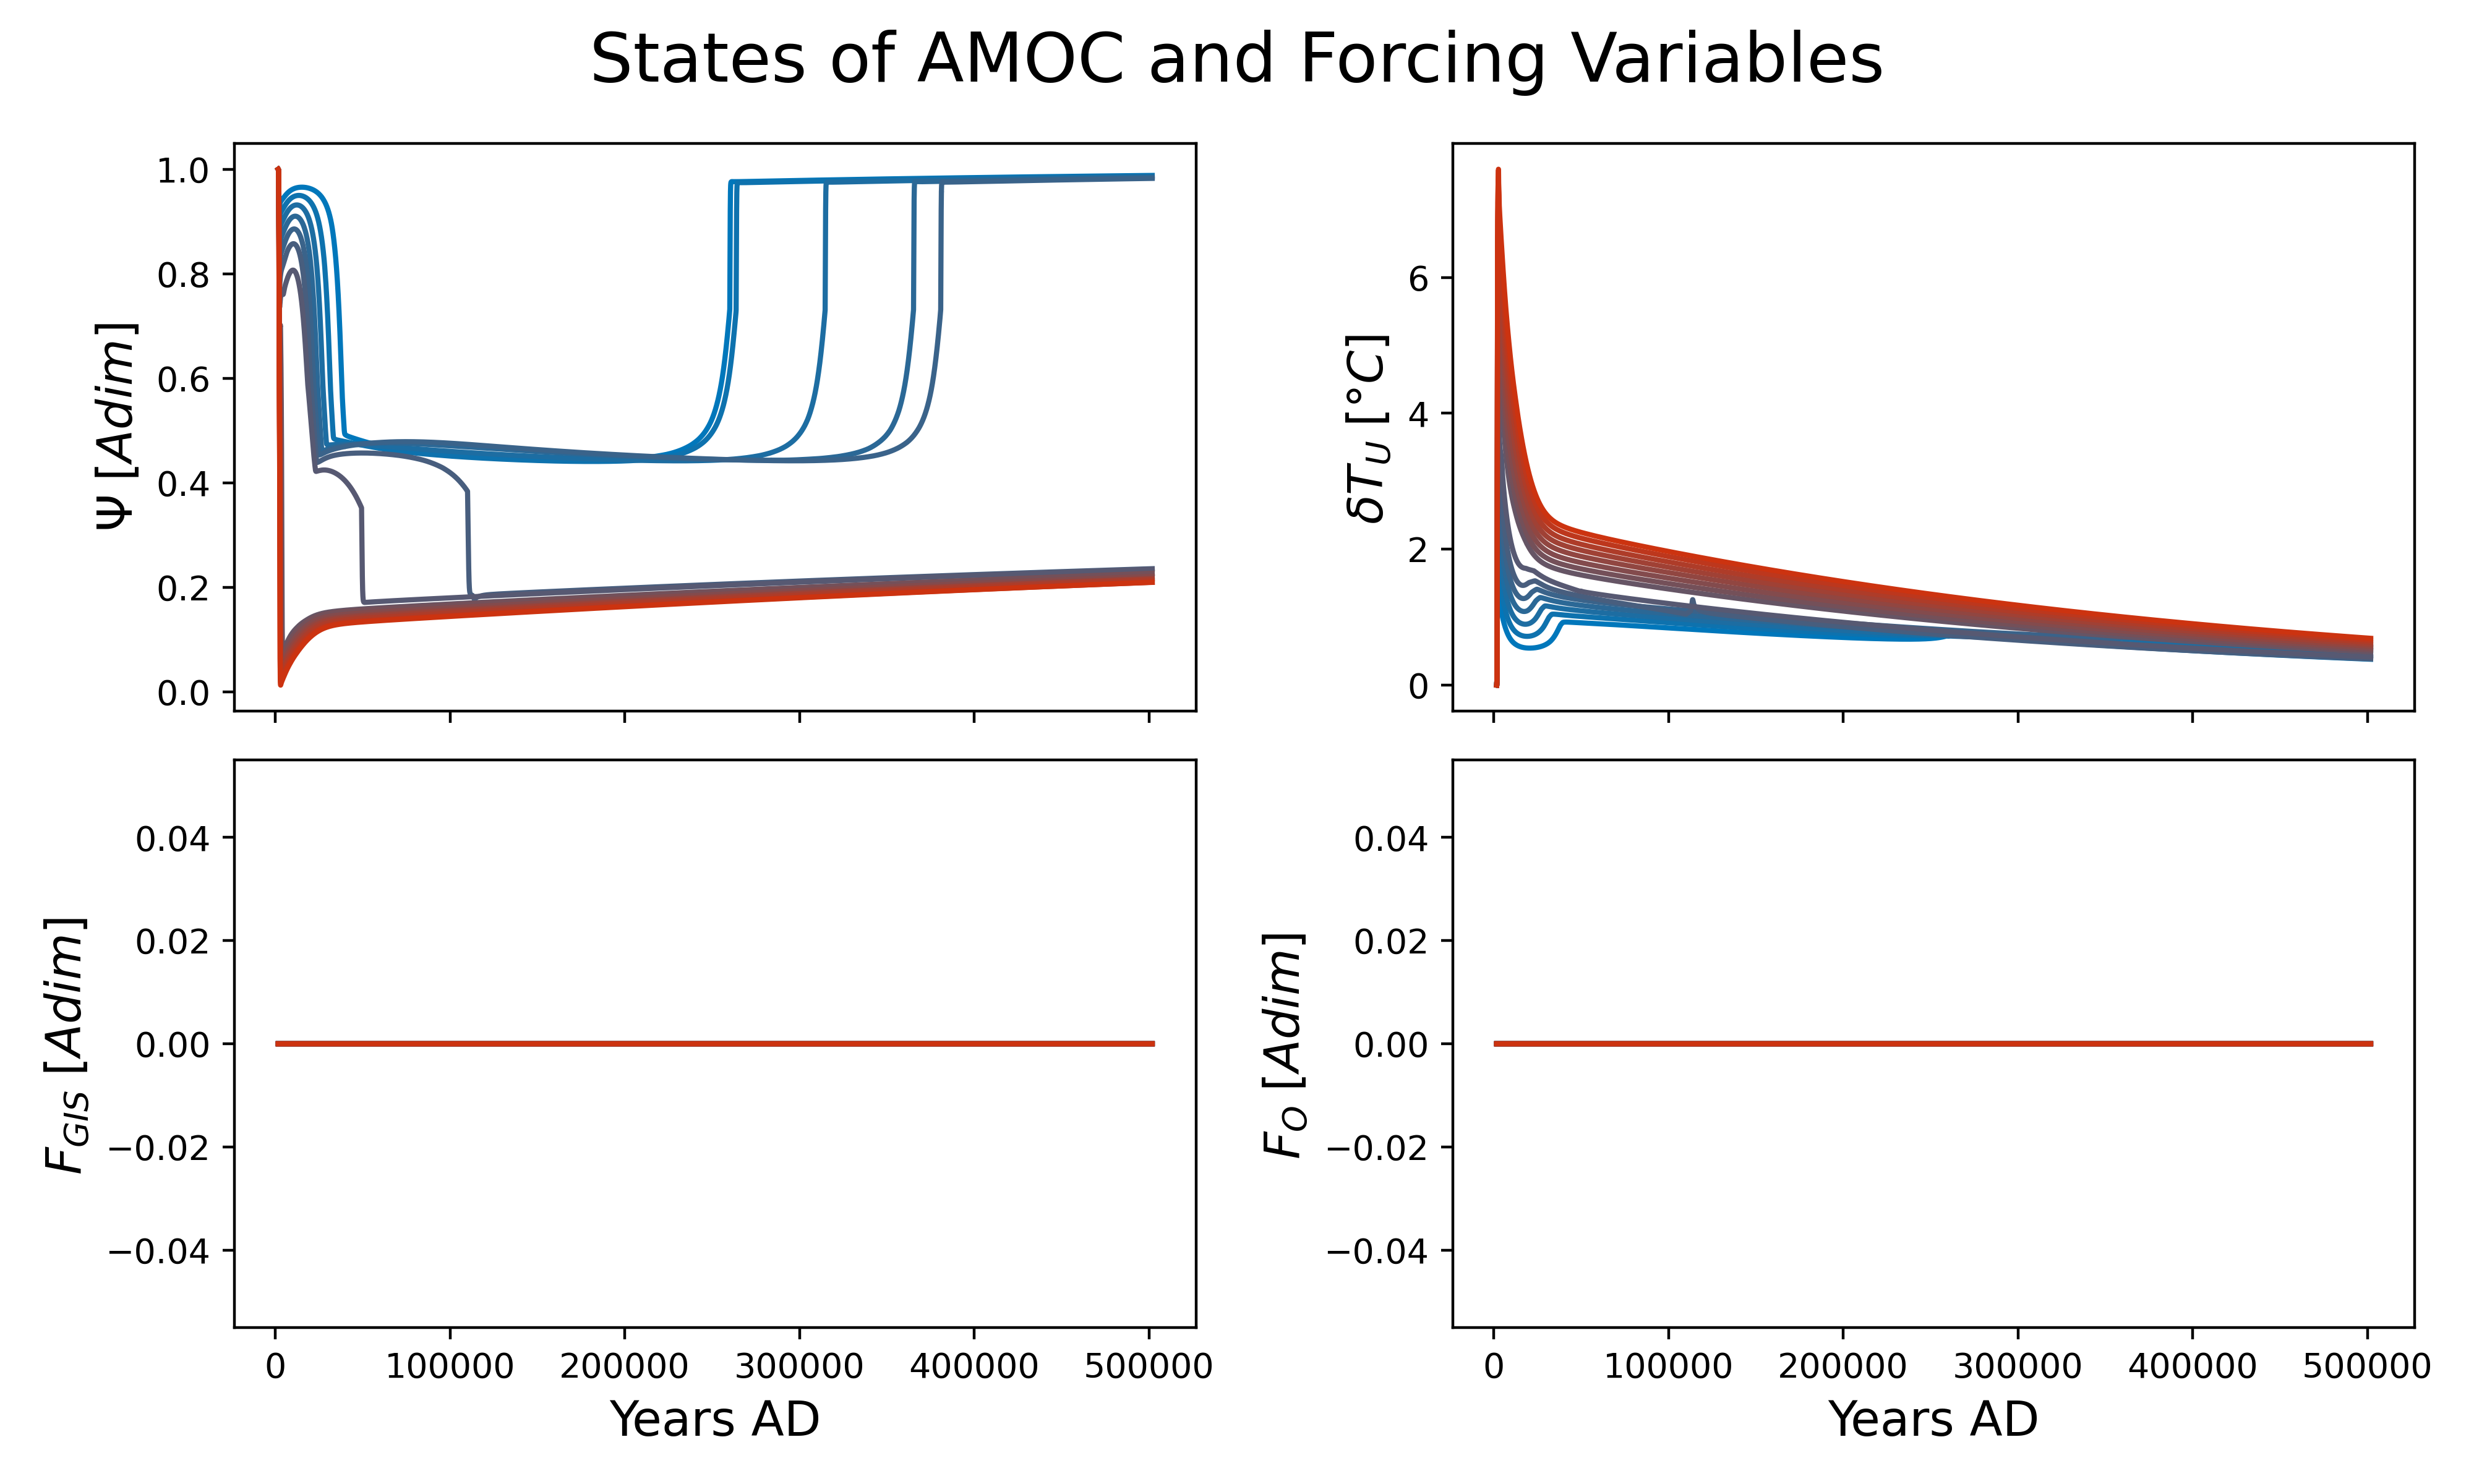 States of AMOC and Forcing Variables
Ψ [Adim]
1.0
0.8
0.6
0.4
0.2
0.0
δT_U [°C]
6
4
2
0
F_GIS [Adim]
0.04
0.02
0.00
−0.02
−0.04
0 100000 200000 300000 400000 500000
Years AD
F_O [Adim]
0.04
0.02
0.00
−0.02
−0.04
0 100000 200000 300000 400000 500000
Years AD